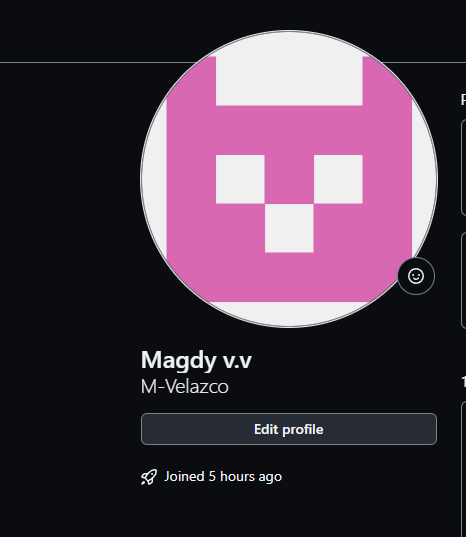 Magdy v.v
M-Velazco
Edit profile
Joined 5 hours ago